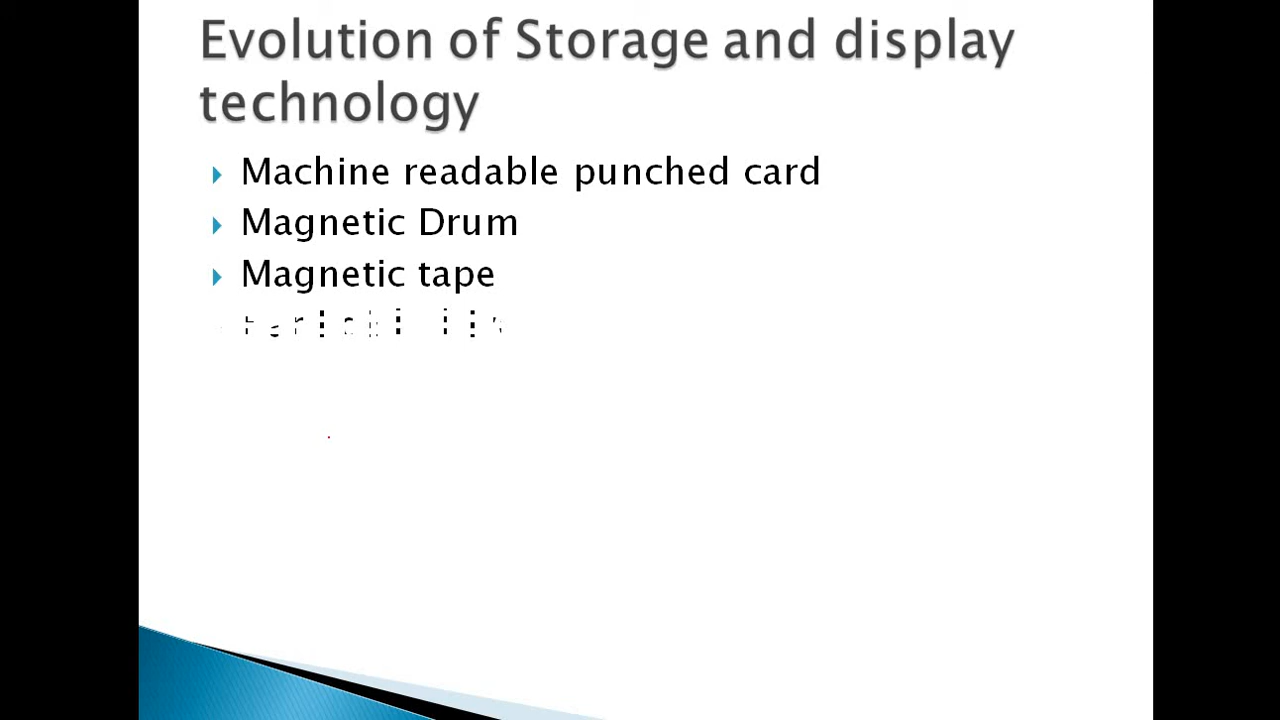 Evolution of Storage and display
technology
Machine readable punched card
Magnetic Drum
Magnetic tape